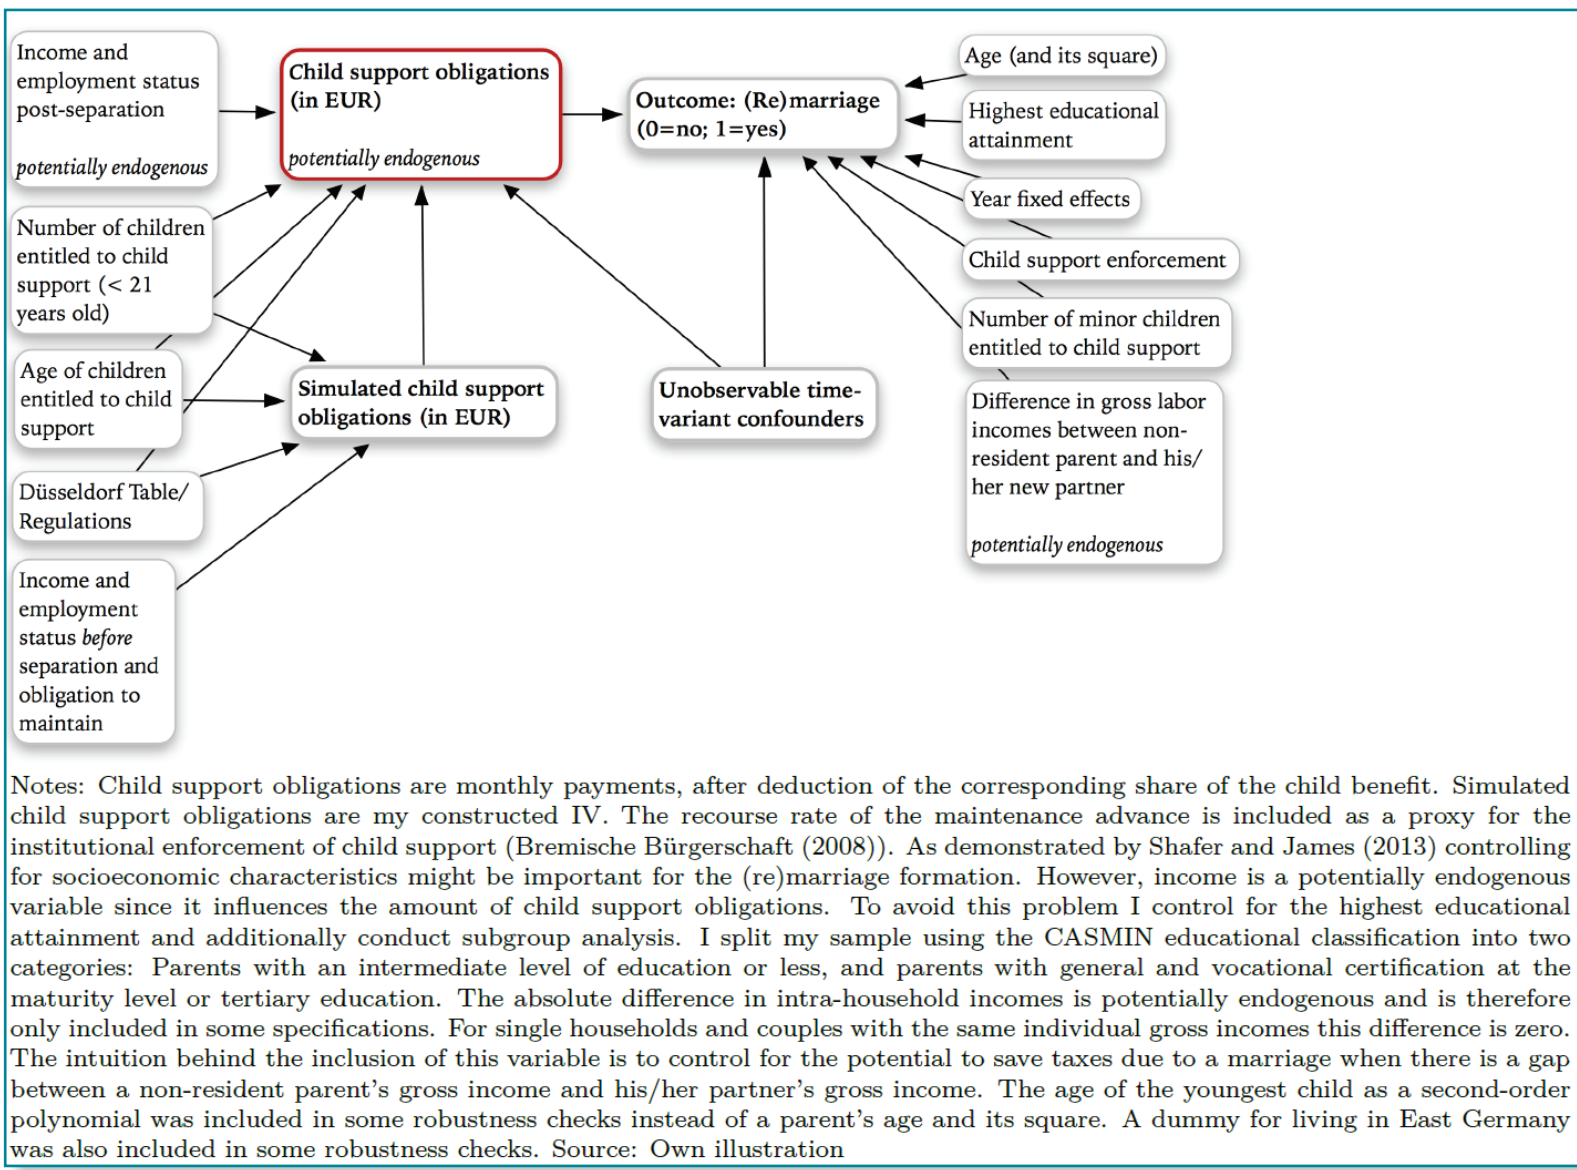 Income and
employment status
post-separation
potentially endogenous
Child support obligations
(in EUR)
potentially endogenous
Outcome: (Re)marriage
(0=no; 1=yes)
Age (and its square)
Highest educational
attainment
Year fixed effects
Child support enforcement
Number of minor children
entitled to child support
Difference in gross labor
incomes between non-
resident parent and his/
her new partner
potentially endogenous
Number of children
entitled to child
support (< 21
years old)
Age of children
entitled to child
support
Simulated child support
obligations (in EUR)
Unobservable time-
variant confounders
Düsseldorf Table/
Regulations
Income and
employment
status before
separation and
obligation to
maintain
Notes: Child support obligations are monthly payments, after deduction of the corresponding share of the child benefit. Simulated
child support obligations are my constructed IV. The recourse rate of the maintenance advance is included as a proxy for the
institutional enforcement of child support (Bremische Bürgerschaft (2008)). As demonstrated by Shafer and James (2013) controlling
for socioeconomic characteristics might be important for the (re)marriage formation. However, income is a potentially endogenous
variable since it influences the amount of child support obligations. To avoid this problem I control for the highest educational
attainment and additionally conduct subgroup analysis. I split my sample using the CASMIN educational classification into two
categories: Parents with an intermediate level of education or less, and parents with general and vocational certification at the
maturity level or tertiary education. The absolute difference in intra-household incomes is potentially endogenous and is therefore
only included in some specifications. For single households and couples with the same individual gross incomes this difference is zero.
The intuition behind the inclusion of this variable is to control for the potential to save taxes due to a marriage when there is a gap
between a non-resident parent's gross income and his/her partner's gross income. The age of the youngest child as a second-order
polynomial was included in some robustness checks instead of a parent's age and its square. A dummy for living in East Germany
was also included in some robustness checks. Source: Own illustration